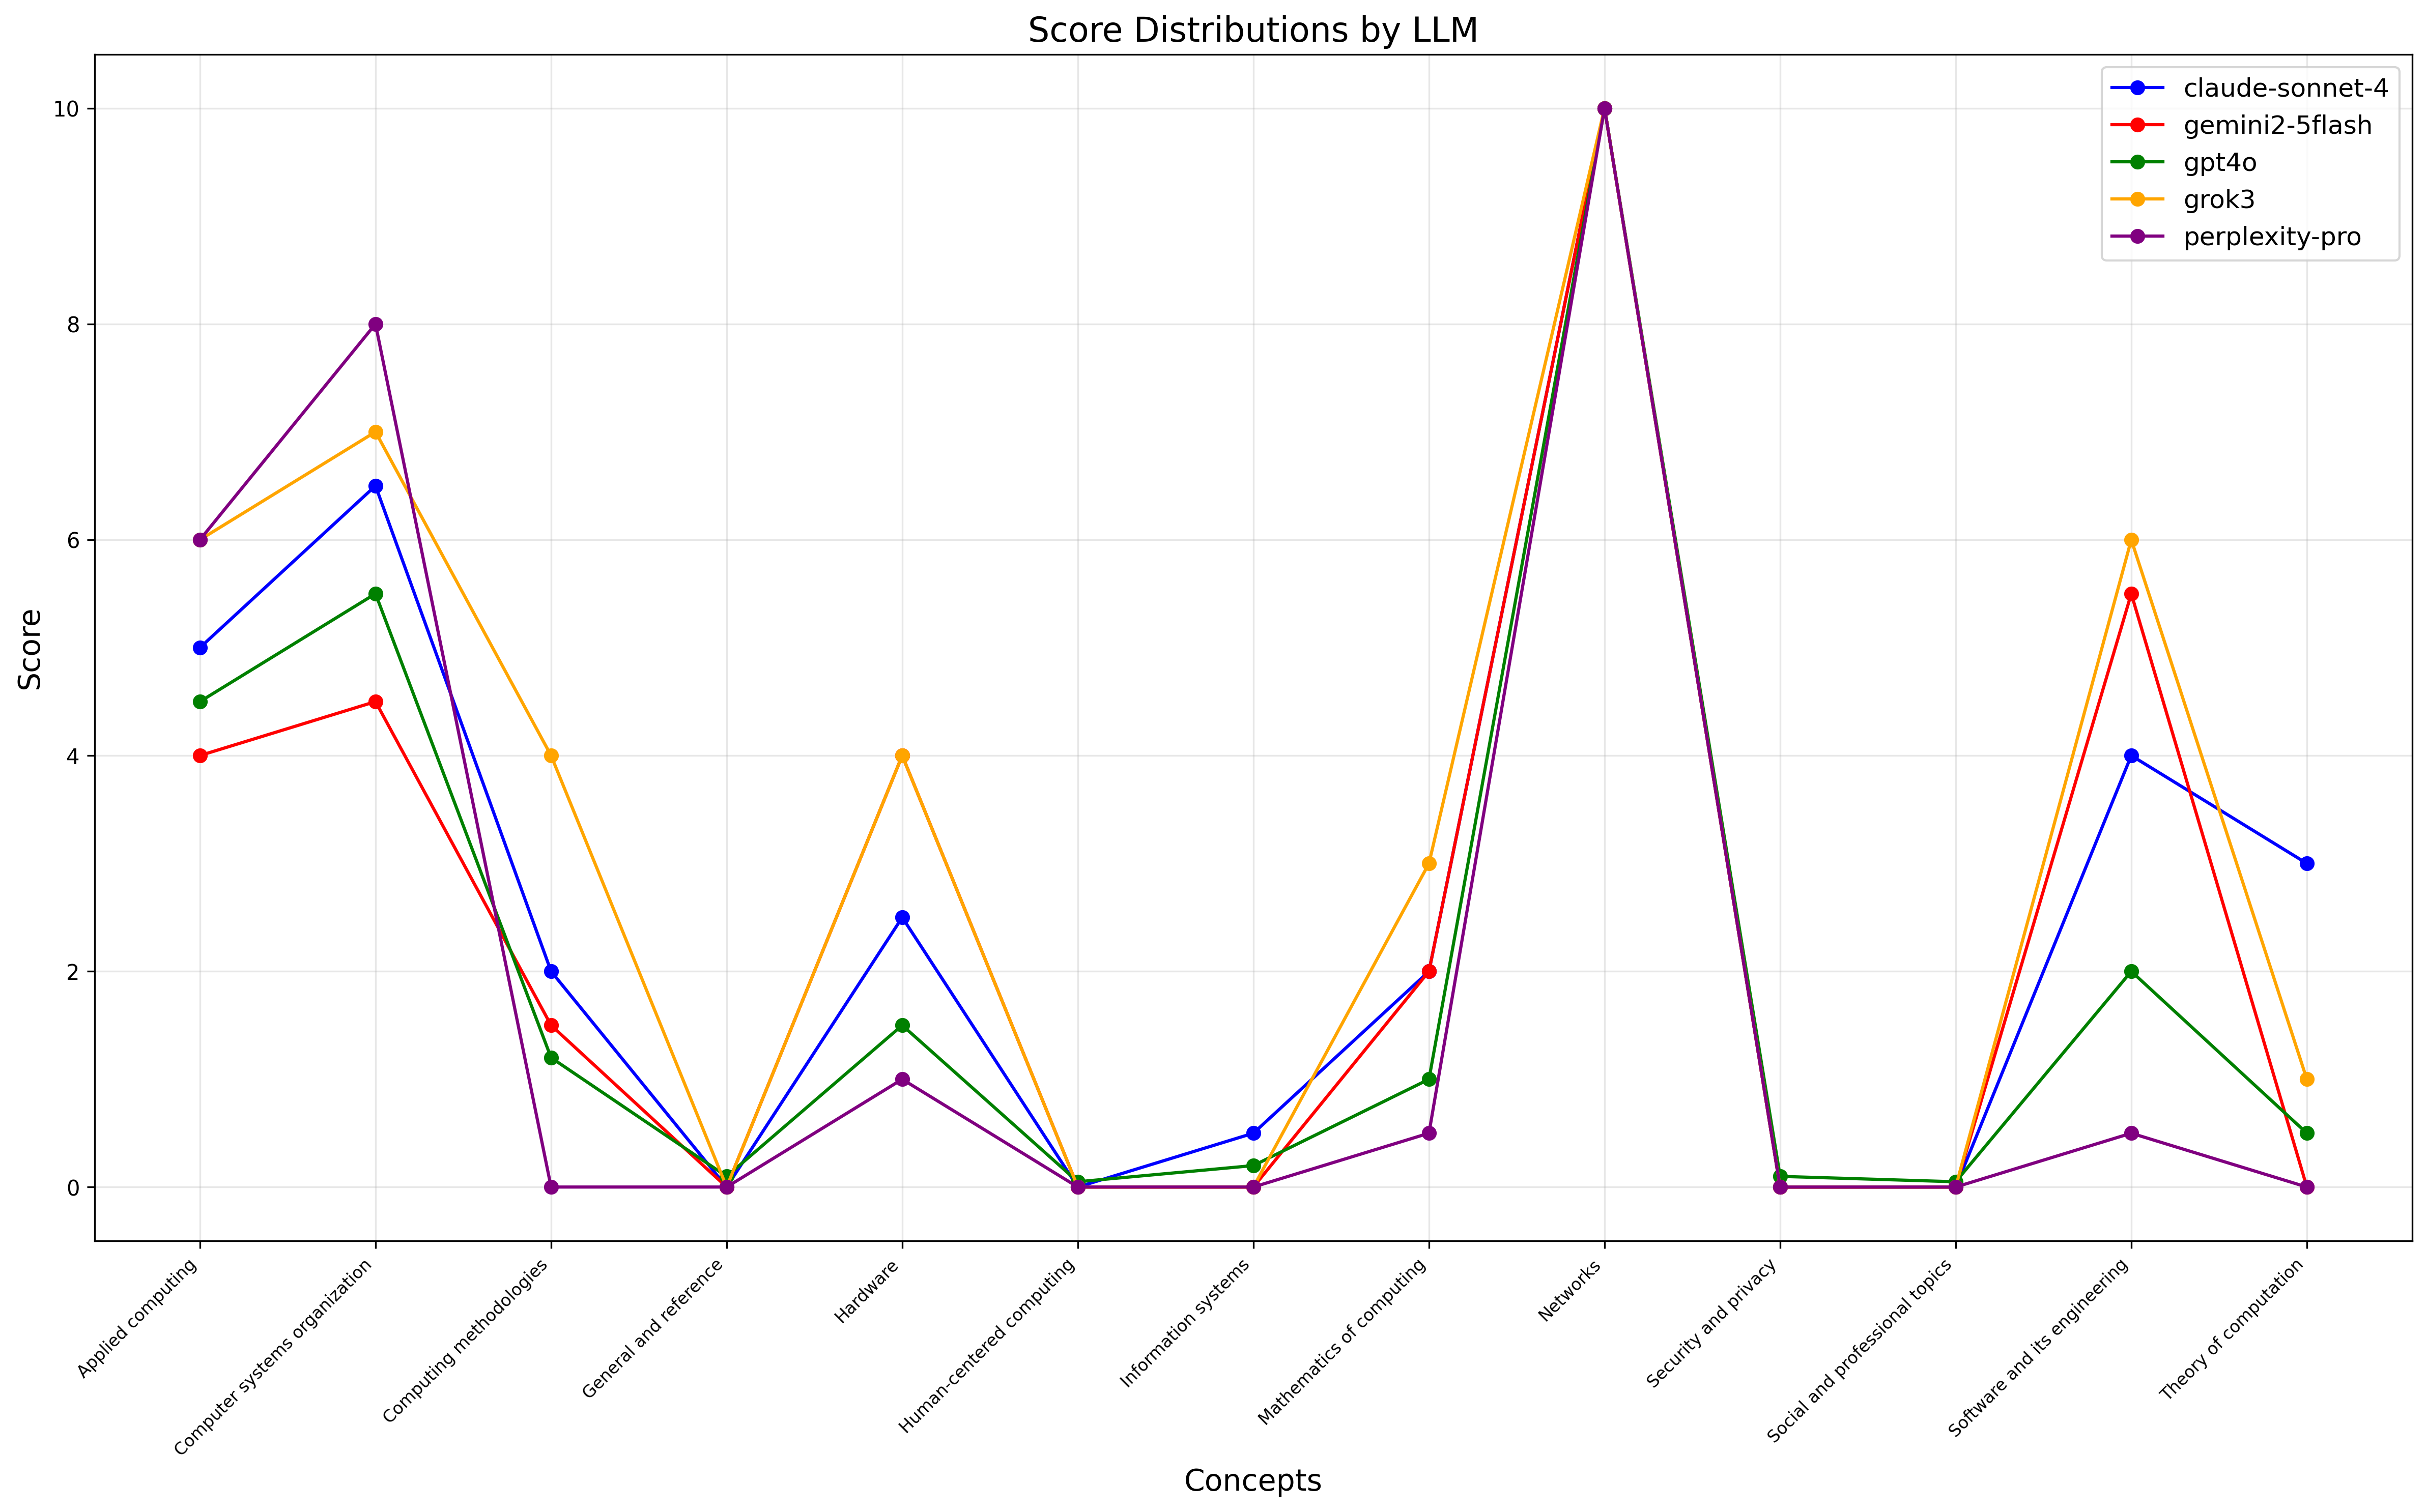 Score Distributions by LLM
claude-sonnet-4
gemini2-5flash
gpt4o
grok3
perplexity-pro
10
8
6
4
2
0
Score
Applied computing
Computer systems organization
Computing methodologies
General and reference
Hardware
Human-centered computing
Information systems
Mathematics of computing
Networks
Security and privacy
Social and professional topics
Software and its engineering
Theory of computation
Concepts